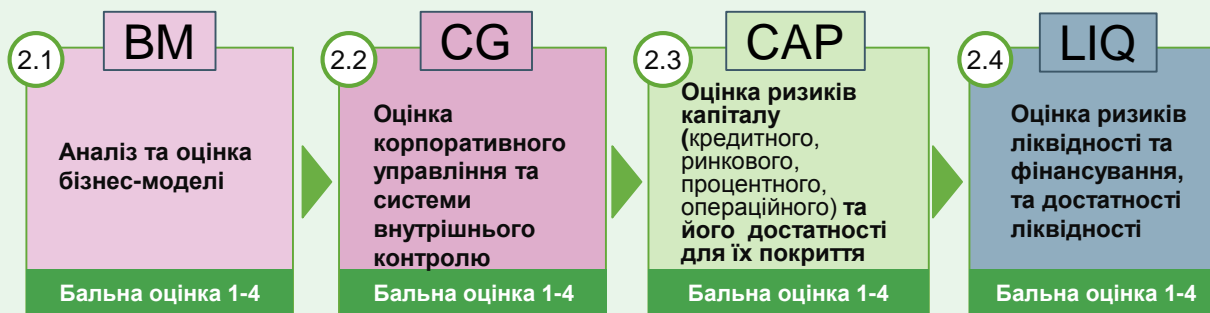 2.1
BM
Аналіз та оцінка
бізнес-моделі
Бальна оцінка 1-4
2.2
CG
Оцінка
корпоративного
управління та
системи
внутрішнього
контролю
Бальна оцінка 1-4
2.3
CAP
Оцінка ризиків
капіталу
(кредитного,
ринкового,
процентного,
операційного) та
його достатності
для їх покриття
Бальна оцінка 1-4
2.4
LIQ
Оцінка ризиків
ліквідності та
фінансування,
та достатності
ліквідності
Бальна оцінка 1-4